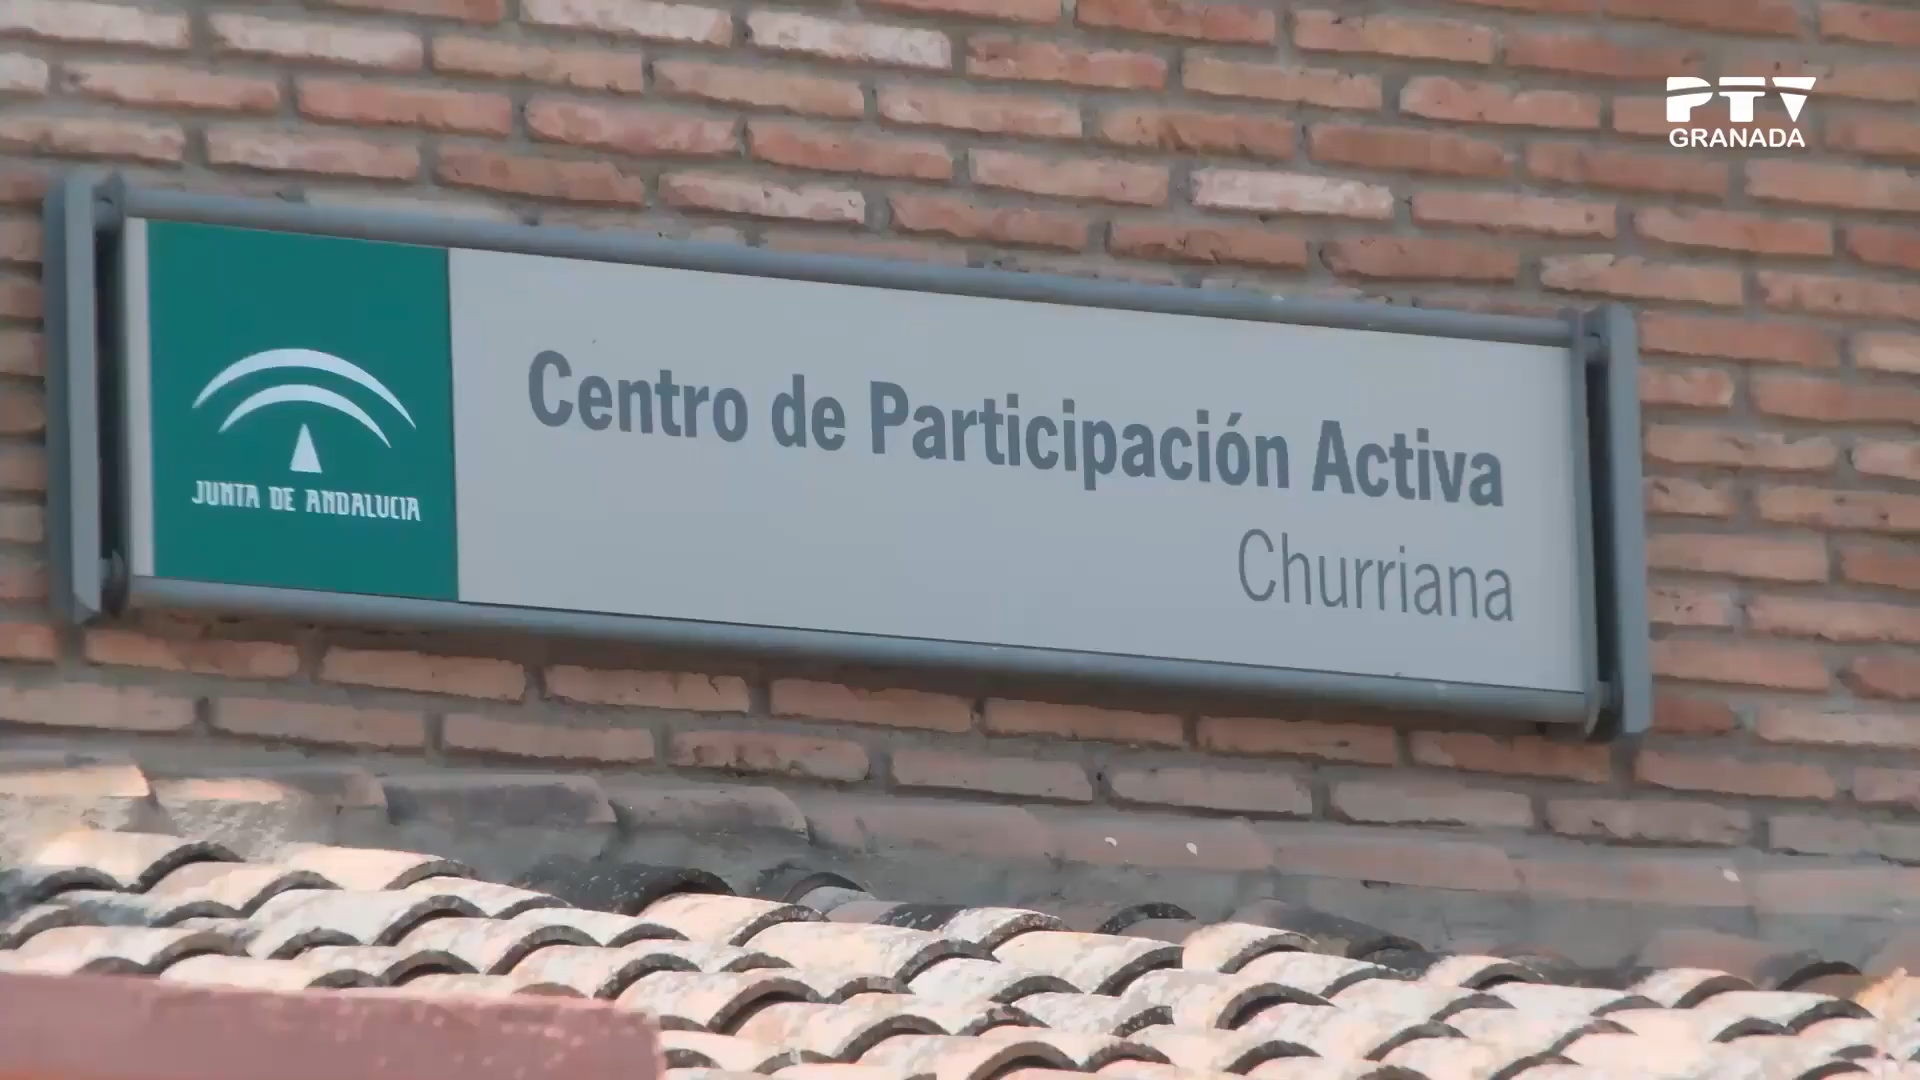 PTV
GRANADA
Centro de Participación Activa
Churriana
JUNTA DE ANDALUCIA